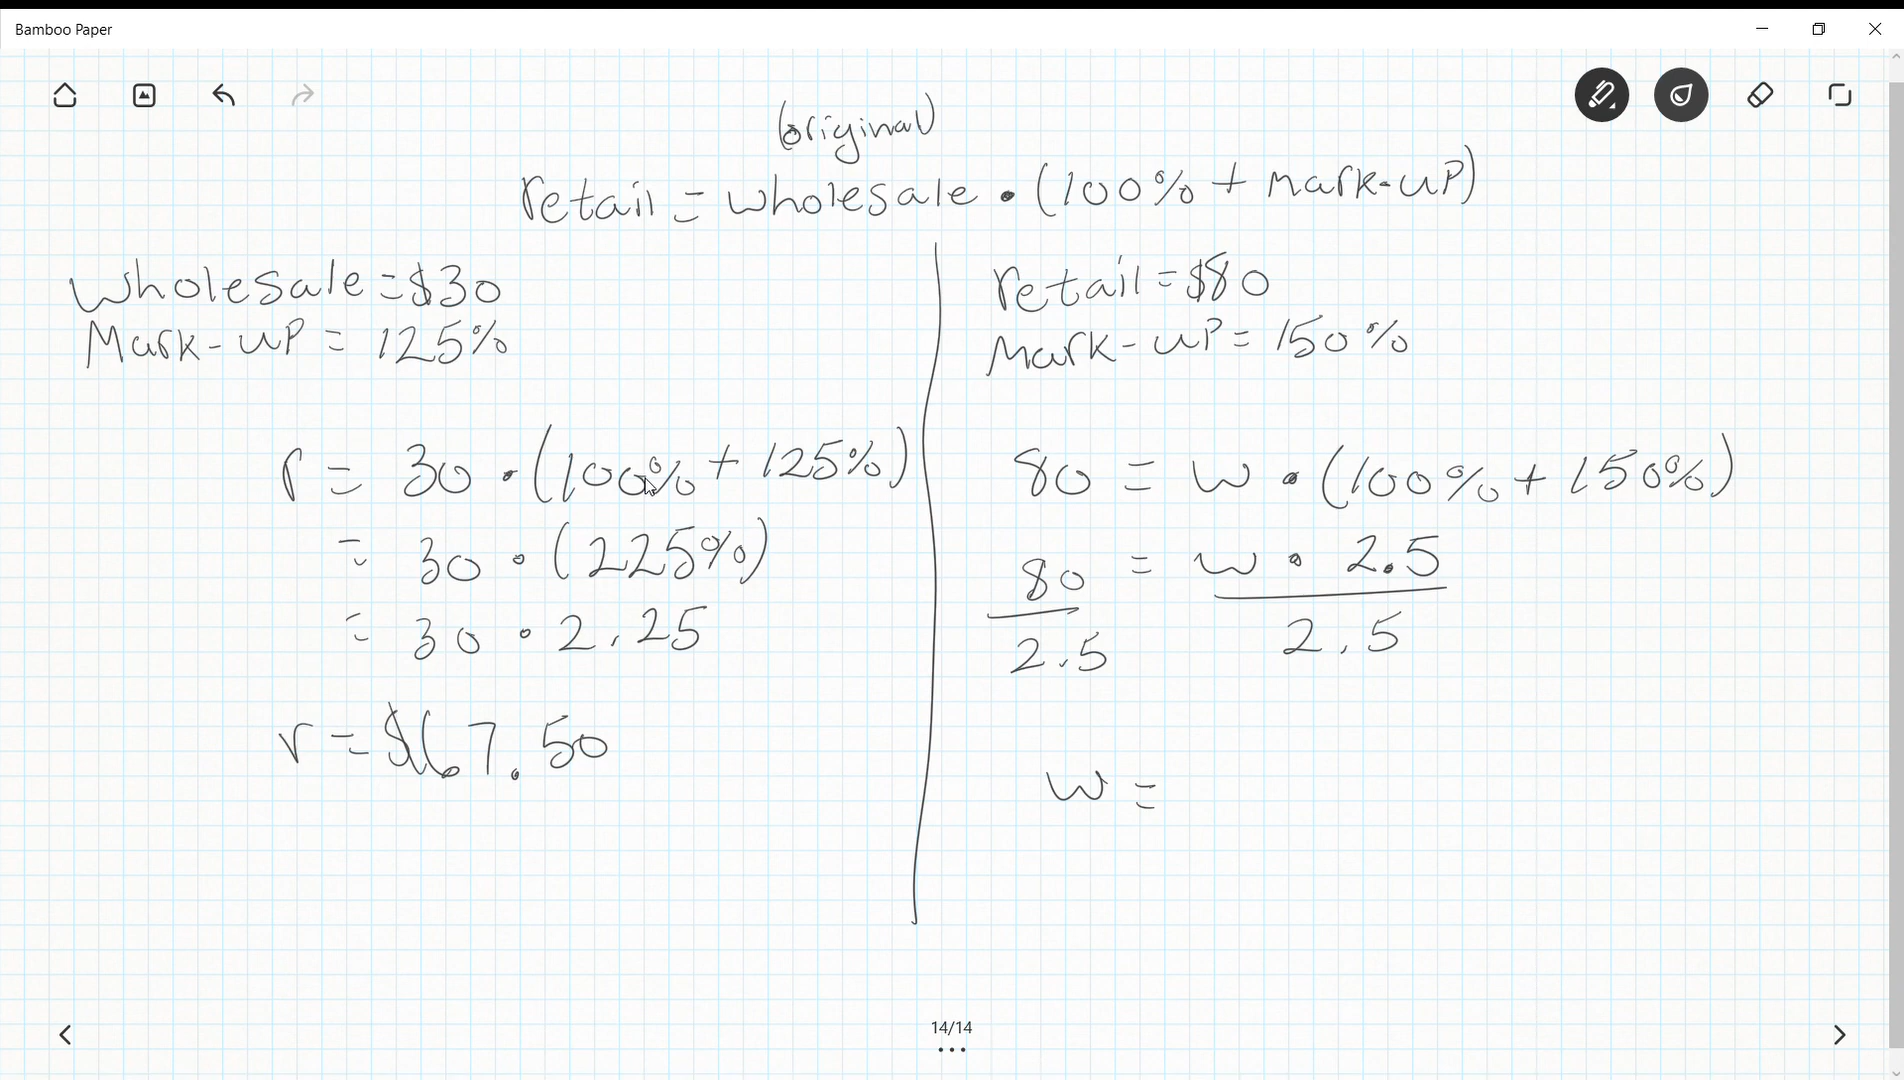 Bamboo Paper
(original)
retail = wholesale • (100% + Mark-up)
Wholesale = $30
Mark-up = 125%
r = 30 • (100% + 125%)
= 30 • (225%)
= 30 • 2.25
r = $67.50
retail = $80
Mark-up = 150%
80 = w • (100% + 150%)
80 = w • 2.5
2.5 2.5
w =
14/14